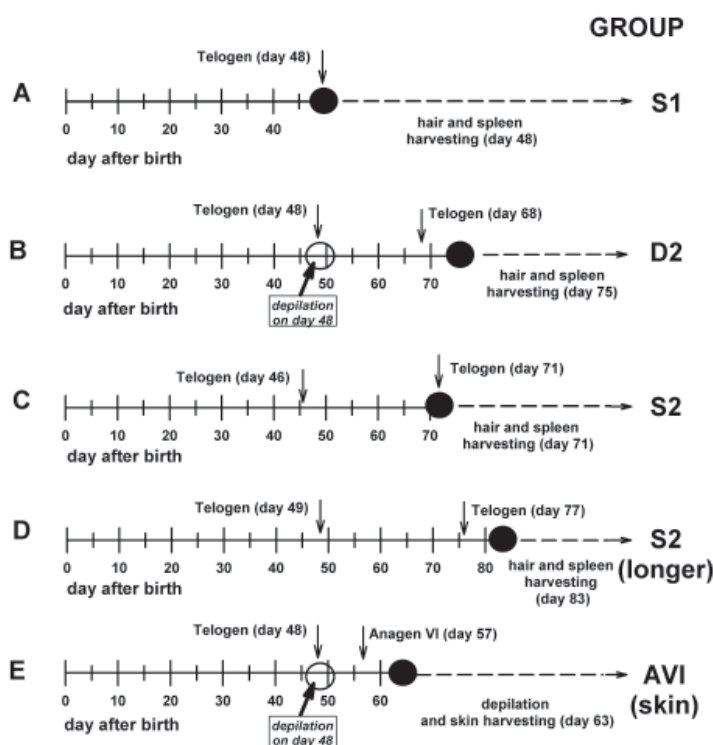 GROUP
Telogen (day 48)
A
S1
0 10 20 30 40
hair and spleen
harvesting (day 48)
day after birth
Telogen (day 48)
Telogen (day 68)
B
D2
0 10 20 30 40 50 60 70
hair and spleen
harvesting (day 75)
day after birth
depilation
on day 48
Telogen (day 46)
Telogen (day 71)
C
S2
0 10 20 30 40 50 60 70
hair and spleen
harvesting (day 71)
day after birth
Telogen (day 49)
Telogen (day 77)
D
S2
(longer)
0 10 20 30 40 50 60 70 80
hair and spleen
harvesting
(day 83)
day after birth
Telogen (day 48)
Anagen VI (day 57)
E
AVI
(skin)
0 10 20 30 40 50 60
depilation
and skin harvesting (day 63)
day after birth
depilation
on day 48